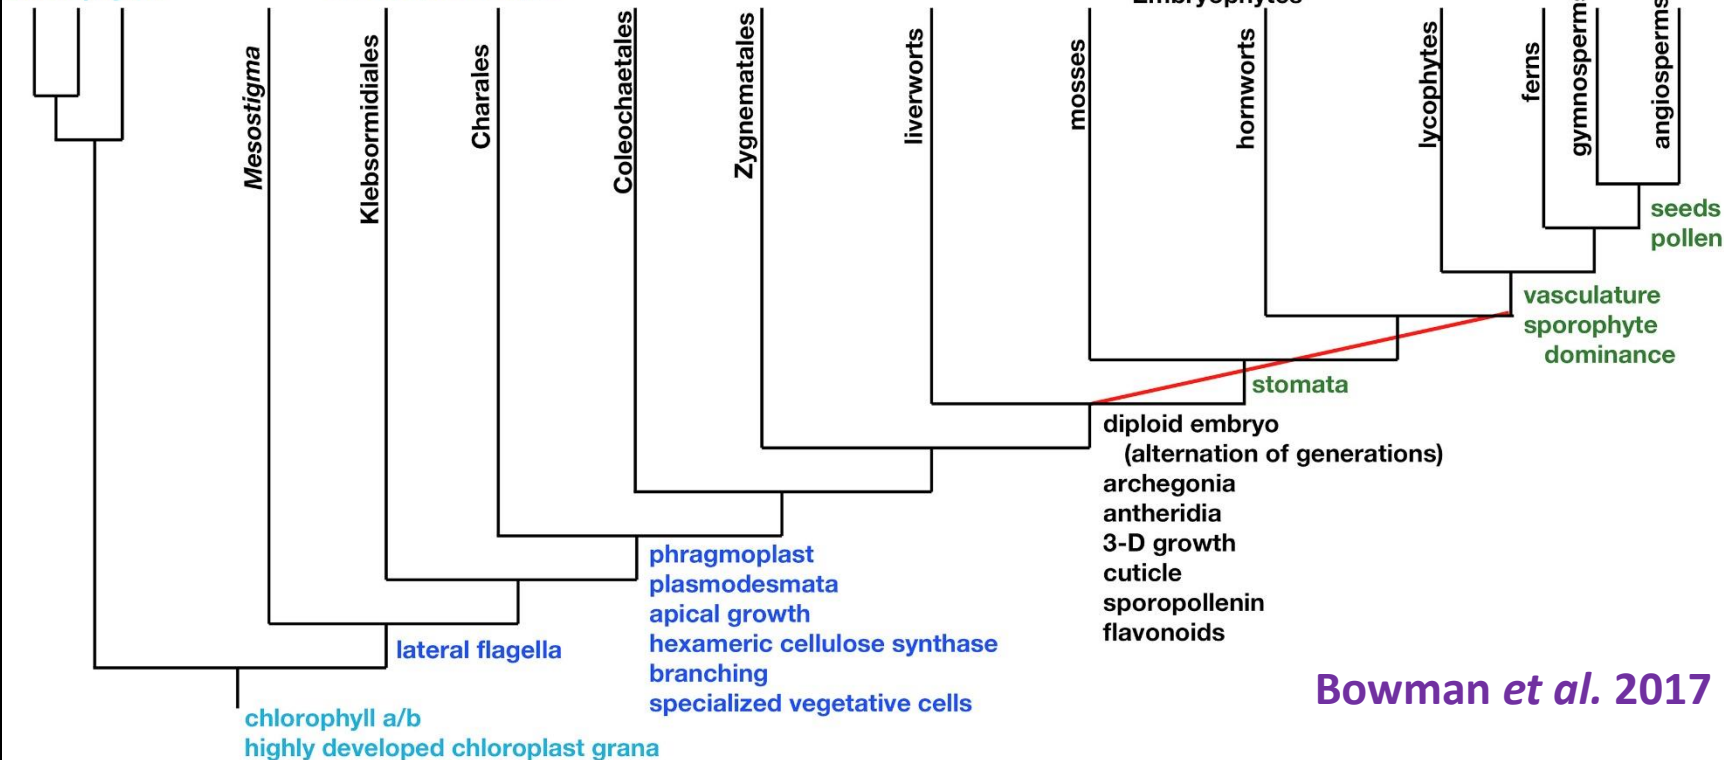 Embryophytes
Mesostigma
Klebsormidiales
Charales
Coleochaetales
Zygnematales
liverworts
mosses
hornworts
lycophytes
ferns
gymnosperms
angiosperms
seeds
pollen
vasculature
sporophyte
dominance
stomata
diploid embryo
(alternation of generations)
archegonia
antheridia
3-D growth
cuticle
sporopollenin
flavonoids
phragmoplast
plasmodesmata
apical growth
hexameric cellulose synthase
branching
specialized vegetative cells
lateral flagella
chlorophyll a/b
highly developed chloroplast grana
Bowman et al. 2017